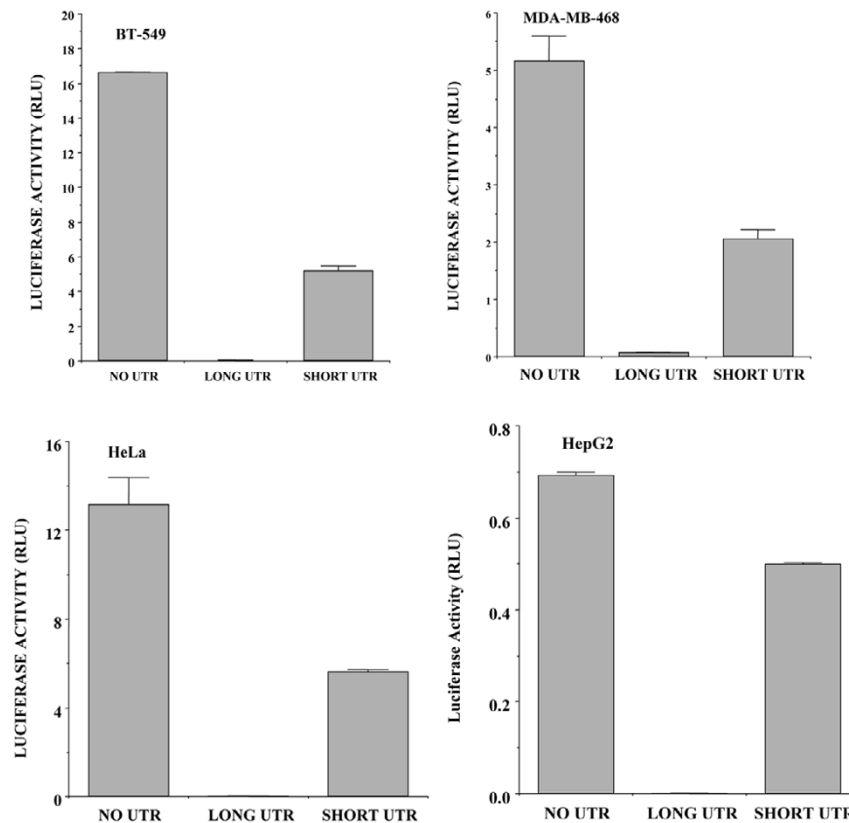 BT-549
LUCIFERASE ACTIVITY (RLU)
20
18
16
14
12
10
8
6
4
2
0
NO UTR LONG UTR SHORT UTR
MDA-MB-468
LUCIFERASE ACTIVITY (RLU)
6
5
4
3
2
1
0
NO UTR LONG UTR SHORT UTR
HeLa
LUCIFERASE ACTIVITY (RLU)
16
12
8
4
0
NO UTR LONG UTR SHORT UTR
HepG2
Luciferase Activity (RLU)
0.8
0.6
0.4
0.2
0.0
NO UTR LONG UTR SHORT UTR